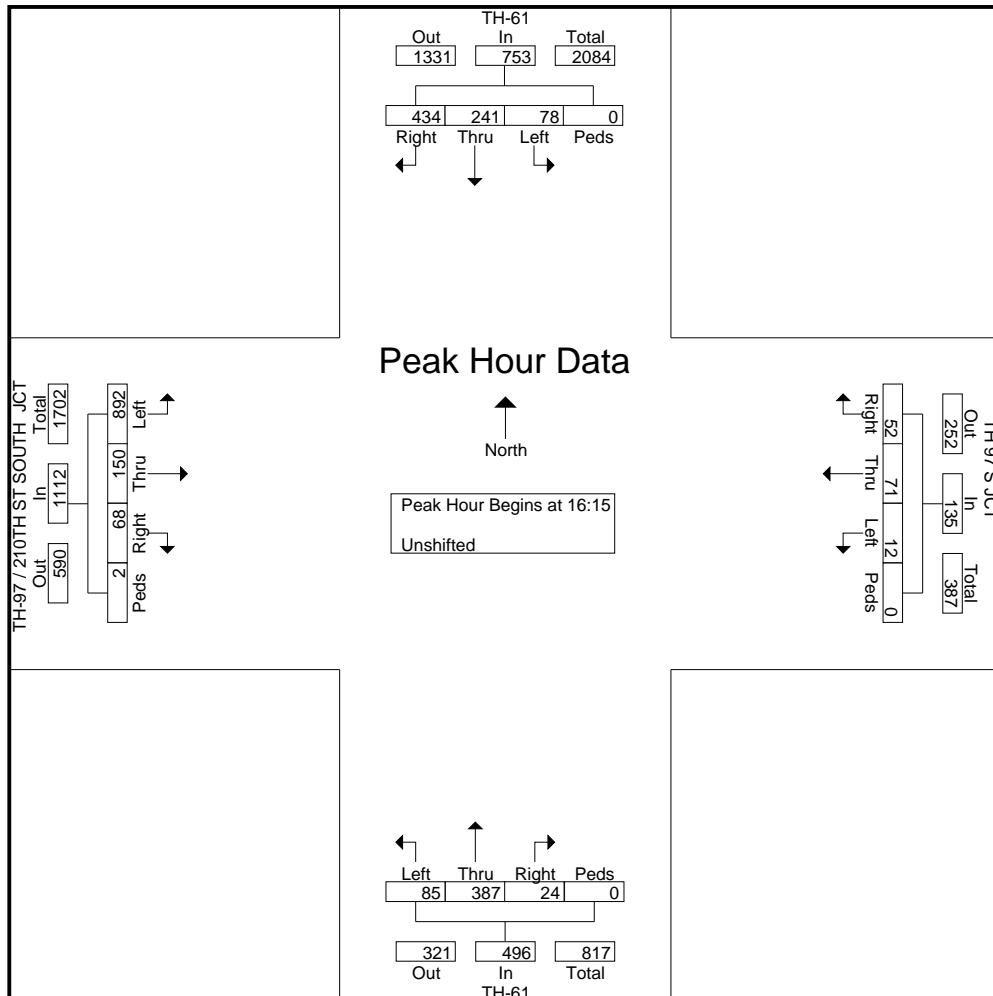 TH-61
Out In Total
1331 753 2084
434 241 78 0
Right Thru Left Peds
Peak Hour Data
North
Peak Hour Begins at 16:15
Unshifted
TH-97 / 210TH ST SOUTH JCT
Total In Out
1702 1112 590
892 150 68 2
Left Thru Right Peds
TH 97 S JCT
Out In Total
252 135 387
52 71 12 0
Right Thru Left Peds
Left Thru Right Peds
85 387 24 0
321 496 817
Out In Total
TH-61